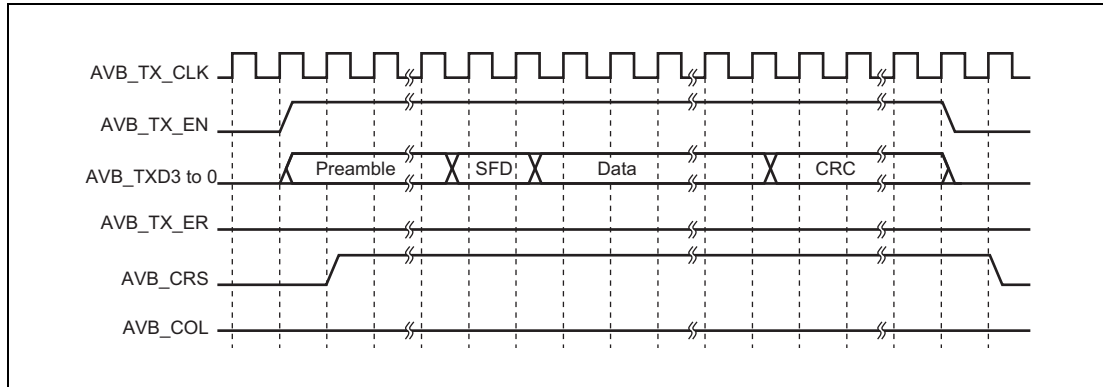 AVB_TX_CLK
AVB_TX_EN
AVB_TXD3 to 0
Preamble
SFD
Data
CRC
AVB_TX_ER
AVB_CRS
AVB_COL